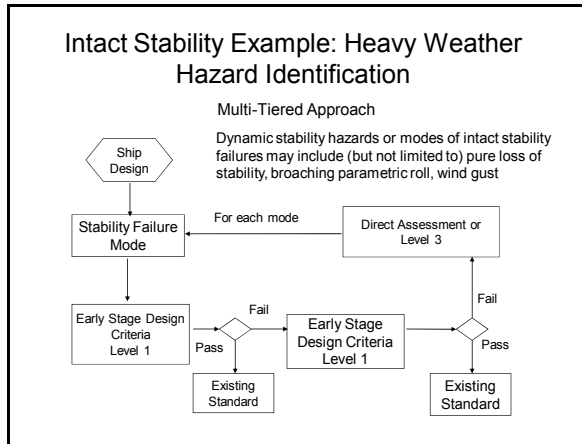 Intact Stability Example: Heavy Weather
Hazard Identification
Multi-Tiered Approach
Dynamic stability hazards or modes of intact stability
failures may include (but not limited to) pure loss of
stability, broaching parametric roll, wind gust
Ship
Design
For each mode
Stability Failure
Mode
Direct Assessment or
Level 3
Early Stage Design
Criteria
Level 1
Fail
Pass
Existing
Standard
Early Stage
Design Criteria
Level 1
Fail
Pass
Existing
Standard